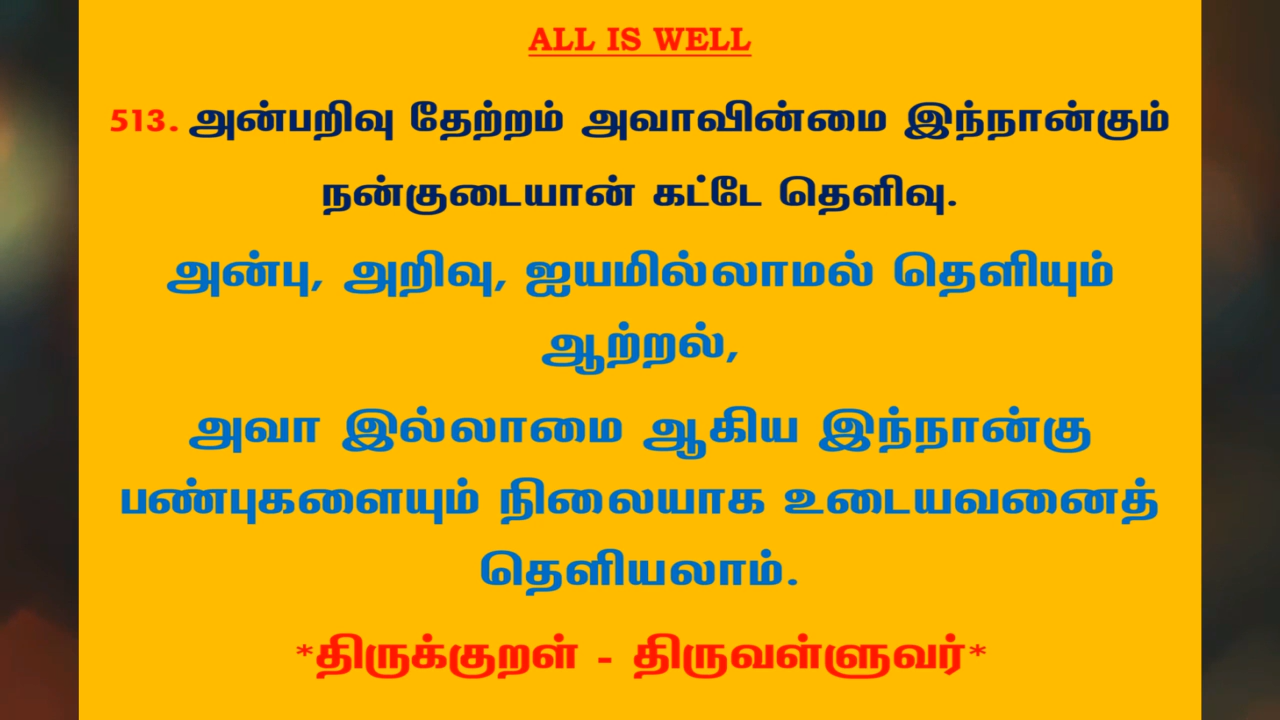 ALL IS WELL
513. அன்பறிவு தேற்றம் அவாவின்மை இந்நான்கும்
நன்குடையான் கட்டே தெளிவு.
அன்பு, அறிவு, ஐயமில்லாமல் தெளியும்
ஆற்றல்,
அவா இல்லாமை ஆகிய இந்நான்கு
பண்புகளையும் நிலையாக உடையவனைத்
தெளியலாம்.
*திருக்குறள் - திருவள்ளுவர்*